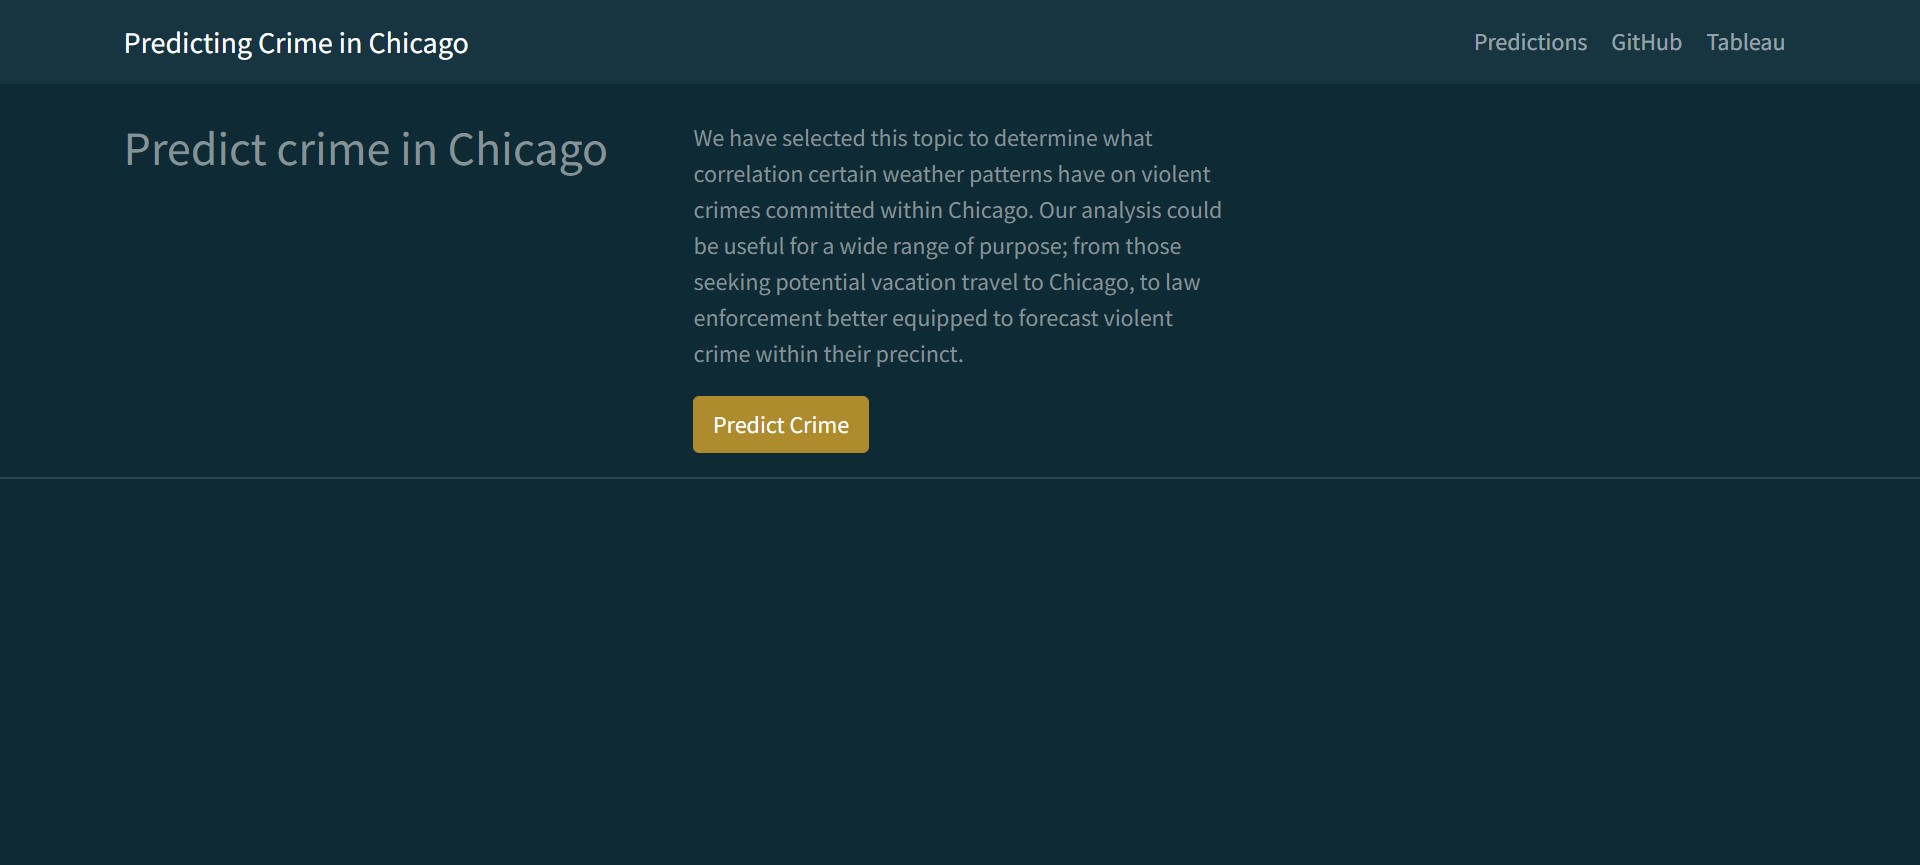 Predicting Crime in Chicago
Predictions
GitHub
Tableau
Predict crime in Chicago
We have selected this topic to determine what
correlation certain weather patterns have on violent
crimes committed within Chicago. Our analysis could
be useful for a wide range of purpose; from those
seeking potential vacation travel to Chicago, to law
enforcement better equipped to forecast violent
crime within their precinct.
Predict Crime